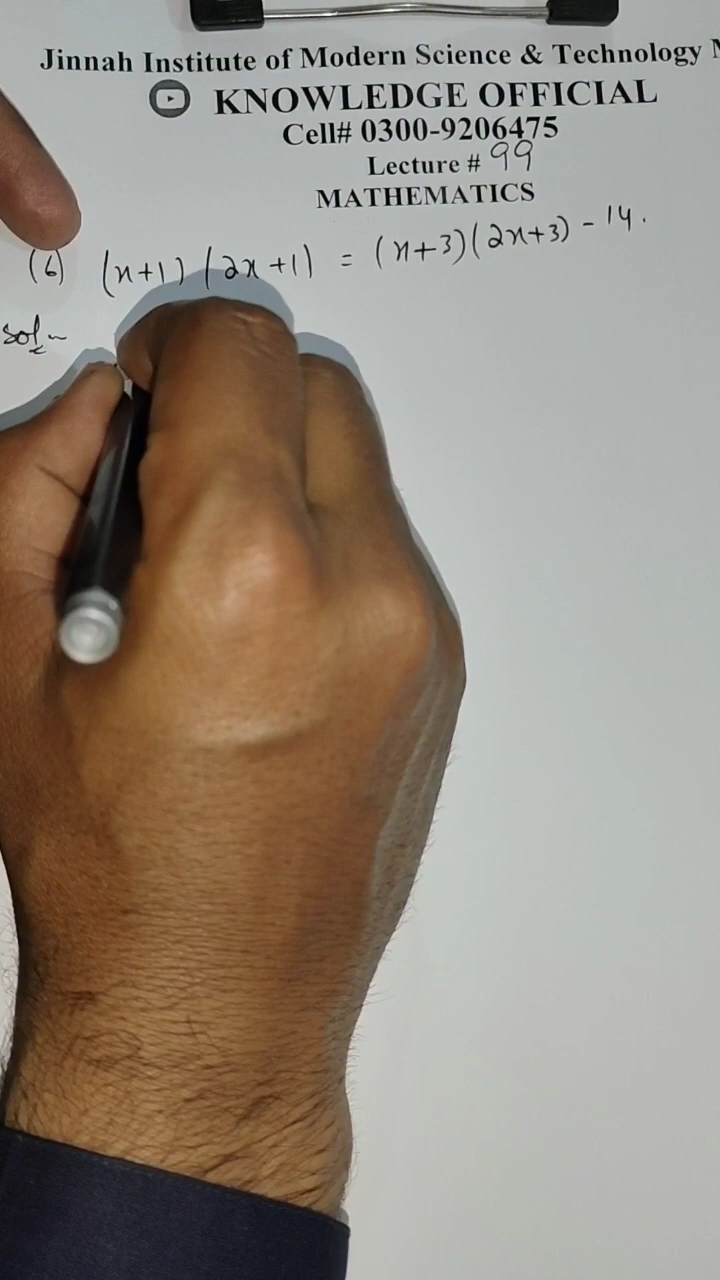 Jinnah Institute of Modern Science & Technology
KNOWLEDGE OFFICIAL
Cell# 0300-9206475
Lecture # 99
MATHEMATICS
(6) (x+1) (2x+1) = (x+3)(2x+3) - 14.
Sol